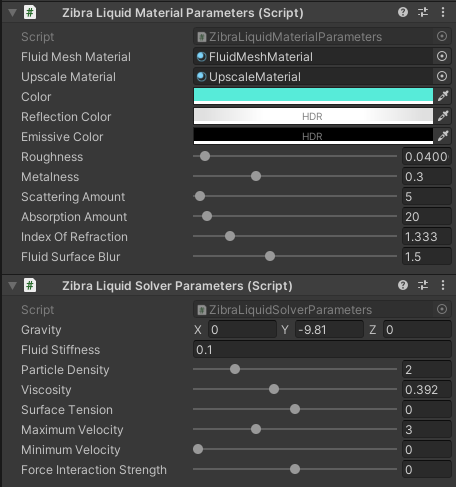 Zibra Liquid Material Parameters (Script)
Script ZibraLiquidMaterialParameters
Fluid Mesh Material FluidMeshMaterial
Upscale Material UpscaleMaterial
Color
Reflection Color HDR
Emissive Color HDR
Roughness 0.0400
Metalness 0.3
Scattering Amount 5
Absorption Amount 20
Index Of Refraction 1.333
Fluid Surface Blur 1.5
Zibra Liquid Solver Parameters (Script)
Script ZibraLiquidSolverParameters
Gravity X 0 Y -9.81 Z 0
Fluid Stiffness 0.1
Particle Density 2
Viscosity 0.392
Surface Tension 0
Maximum Velocity 3
Minimum Velocity 0
Force Interaction Strength 0